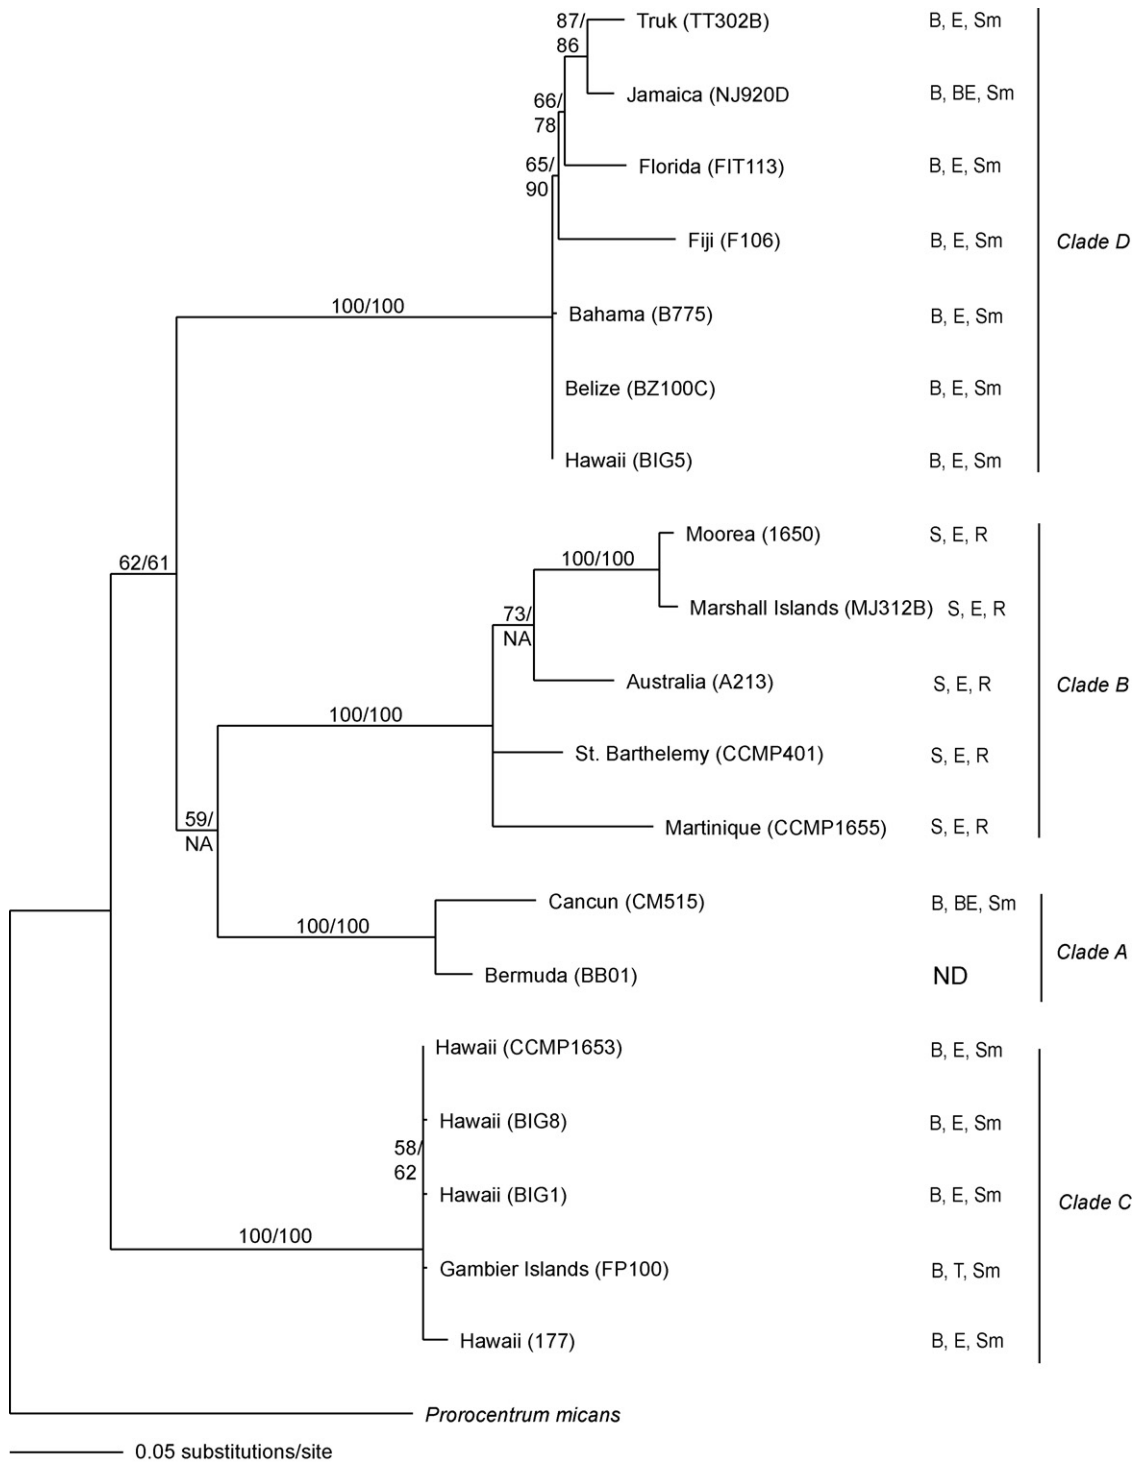 87/
86
Truk (TT302B)
B, E, Sm
Jamaica (NJ920D
B, BE, Sm
66/
78
Florida (FIT113)
B, E, Sm
65/
90
Fiji (F106)
B, E, Sm
Clade D
100/100
Bahama (B775)
B, E, Sm
Belize (BZ100C)
B, E, Sm
Hawaii (BIG5)
B, E, Sm
62/61
Moorea (1650)
S, E, R
100/100
Marshall Islands (MJ312B)
S, E, R
73/
NA
Australia (A213)
S, E, R
Clade B
100/100
St. Barthelemy (CCMP401)
S, E, R
59/
NA
Martinique (CCMP1655)
S, E, R
Cancun (CM515)
B, BE, Sm
100/100
Clade A
Bermuda (BB01)
ND
Hawaii (CCMP1653)
B, E, Sm
Hawaii (BIG8)
B, E, Sm
58/
62
Hawaii (BIG1)
B, E, Sm
Clade C
100/100
Gambier Islands (FP100)
B, T, Sm
Hawaii (177)
B, E, Sm
Prorocentrum micans
0.05 substitutions/site